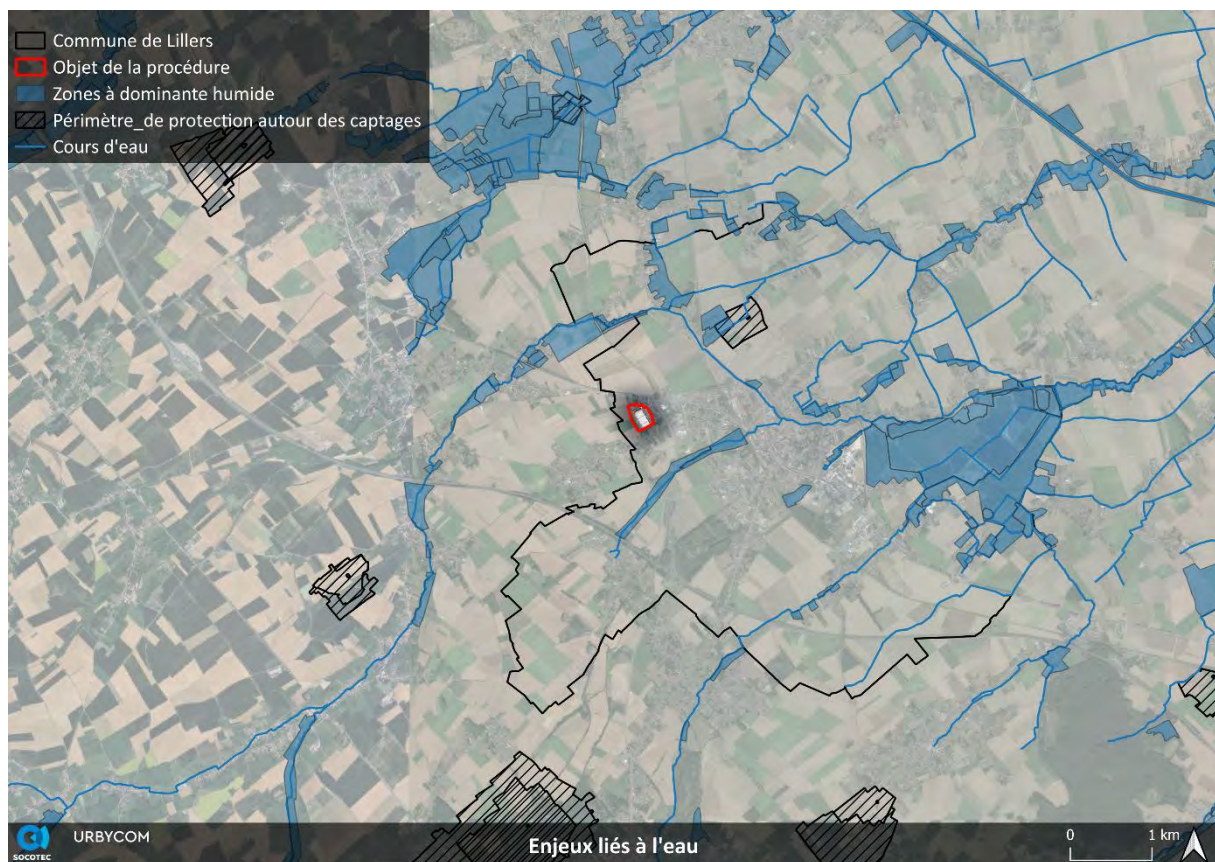 Commune de Lillers
Objet de la procédure
Zones à dominante humide
Périmètre_de protection autour des captages
Cours d'eau
SOCOTEC
URBYCOM
Enjeux liés à l'eau
0 1 km